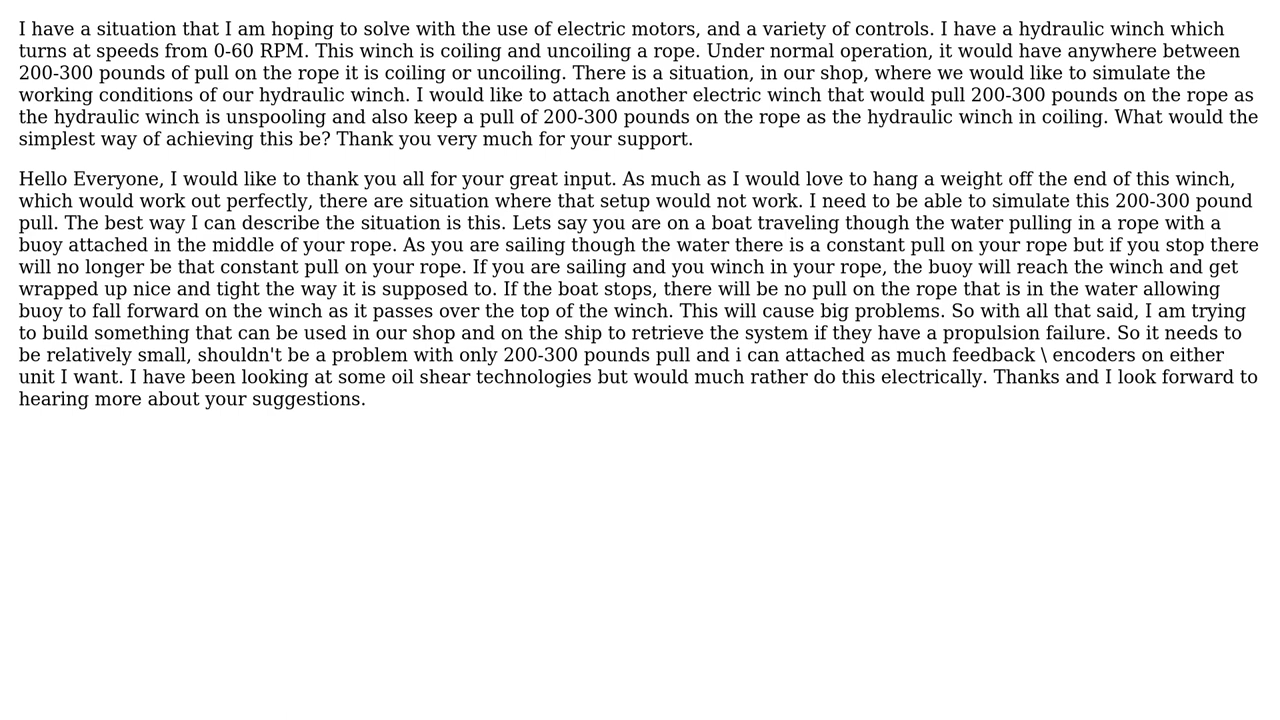 I have a situation that I am hoping to solve with the use of electric motors, and a variety of controls. I have a hydraulic winch which
turns at speeds from 0-60 RPM. This winch is coiling and uncoiling a rope. Under normal operation, it would have anywhere between
200-300 pounds of pull on the rope it is coiling or uncoiling. There is a situation, in our shop, where we would like to simulate the
working conditions of our hydraulic winch. I would like to attach another electric winch that would pull 200-300 pounds on the rope as
the hydraulic winch is unspooling and also keep a pull of 200-300 pounds on the rope as the hydraulic winch in coiling. What would the
simplest way of achieving this be? Thank you very much for your support.
Hello Everyone, I would like to thank you all for your great input. As much as I would love to hang a weight off the end of this winch,
which would work out perfectly, there are situation where that setup would not work. I need to be able to simulate this 200-300 pound
pull. The best way I can describe the situation is this. Lets say you are on a boat traveling though the water pulling in a rope with a
buoy attached in the middle of your rope. As you are sailing though the water there is a constant pull on your rope but if you stop there
will no longer be that constant pull on your rope. If you are sailing and you winch in your rope, the buoy will reach the winch and get
wrapped up nice and tight the way it is supposed to. If the boat stops, there will be no pull on the rope that is in the water allowing
buoy to fall forward on the winch as it passes over the top of the winch. This will cause big problems. So with all that said, I am trying
to build something that can be used in our shop and on the ship to retrieve the system if they have a propulsion failure. So it needs to
be relatively small, shouldn't be a problem with only 200-300 pounds pull and i can attached as much feedback \ encoders on either
unit I want. I have been looking at some oil shear technologies but would much rather do this electrically. Thanks and I look forward to
hearing more about your suggestions.